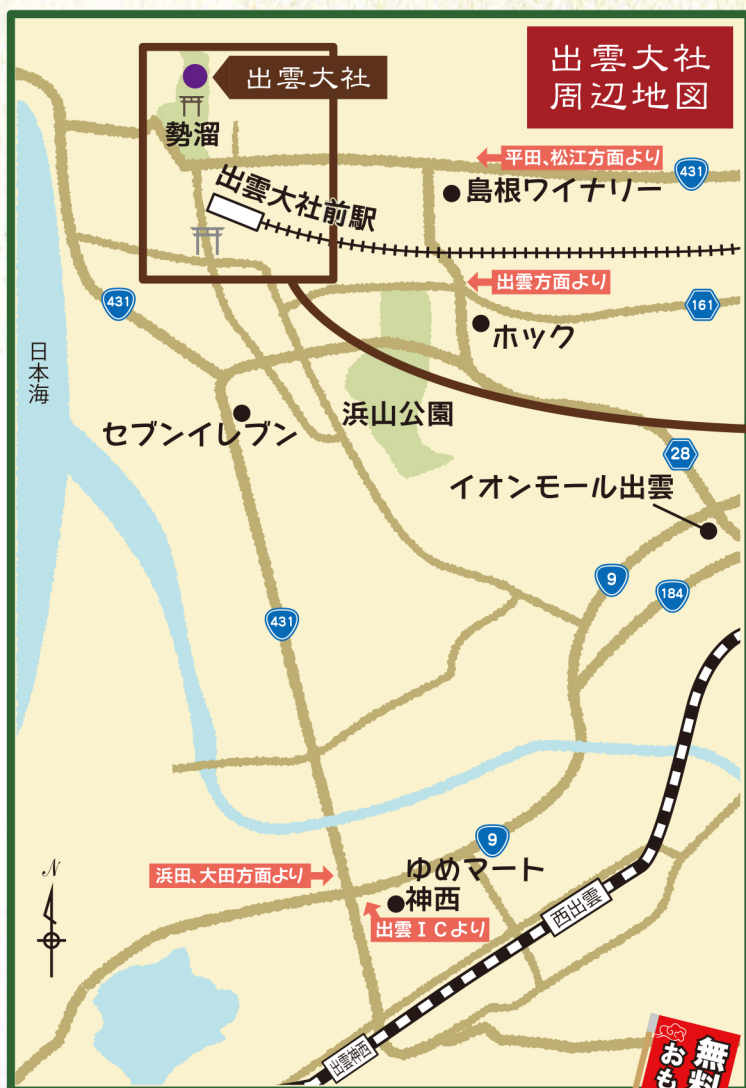 出雲大社
周辺地図
出雲大社
勢溜
平田、松江方面より
431
島根ワイナリー
出雲大社前駅
出雲方面より
431
161
ホック
日本海
浜山公園
セブンイレブン
28
イオンモール出雲
9
184
431
9
浜田、大田方面より
ゆめマート
神西
出雲ICより
西出雲
N
出雲神西
無料
おも